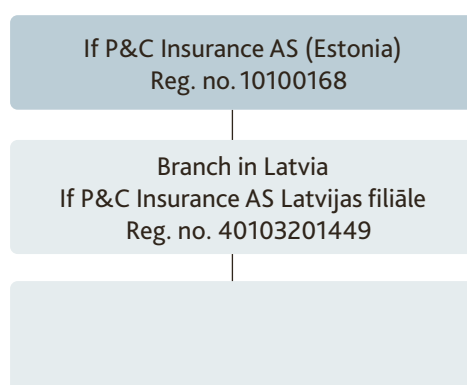 If P&C Insurance AS (Estonia)
Reg. no. 10100168
Branch in Latvia
If P&C Insurance AS Latvijas filiāle
Reg. no. 40103201449